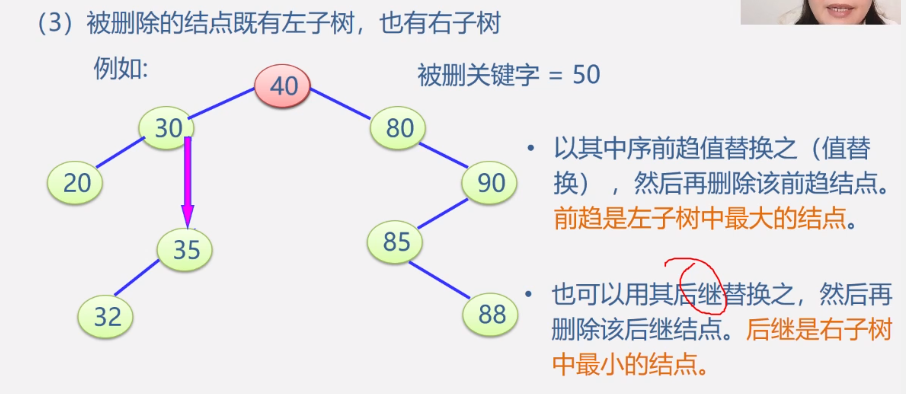 （3）被删除的结点既有左子树，也有右子树
例如:
被删关键字 = 50
40
30
80
20
90
35
85
32
88
• 以其中序前趋值替换之（值替
换），然后再删除该前趋结点。
前趋是左子树中最大的结点。
• 也可以用其后继替换之，然后再
删除该后继结点。后继是右子树
中最小的结点。